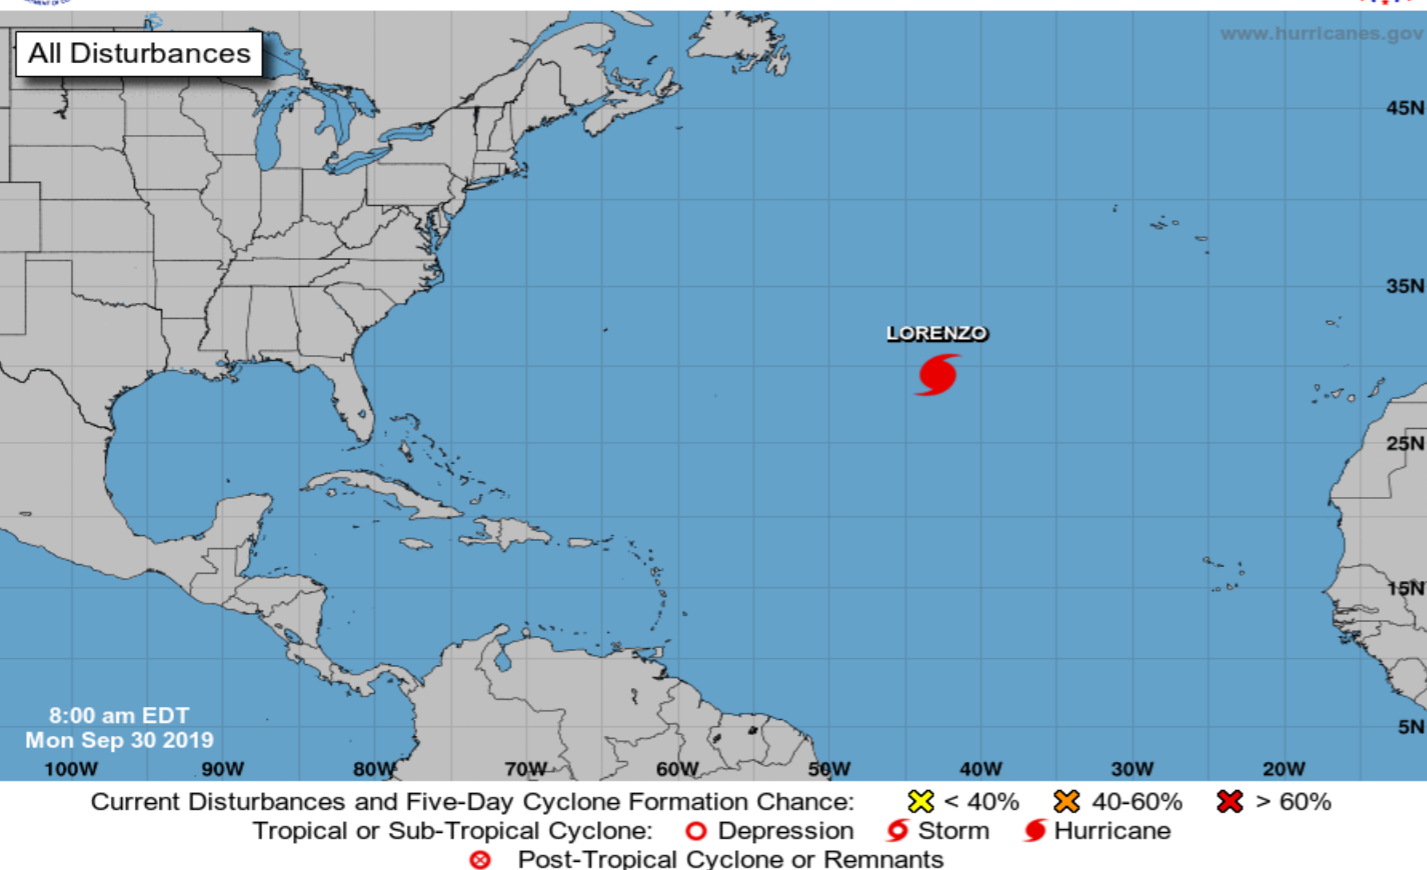 www.hurricanes.gov
All Disturbances
45N
35N
LORENZO
25N
15N
8:00 am EDT
5N
Mon Sep 30 2019
100W 90W 80W 70W 60W 50W 40W 30W 20W
Current Disturbances and Five-Day Cyclone Formation Chance: < 40% 40-60% > 60%
Tropical or Sub-Tropical Cyclone: Depression Storm Hurricane
Post-Tropical Cyclone or Remnants